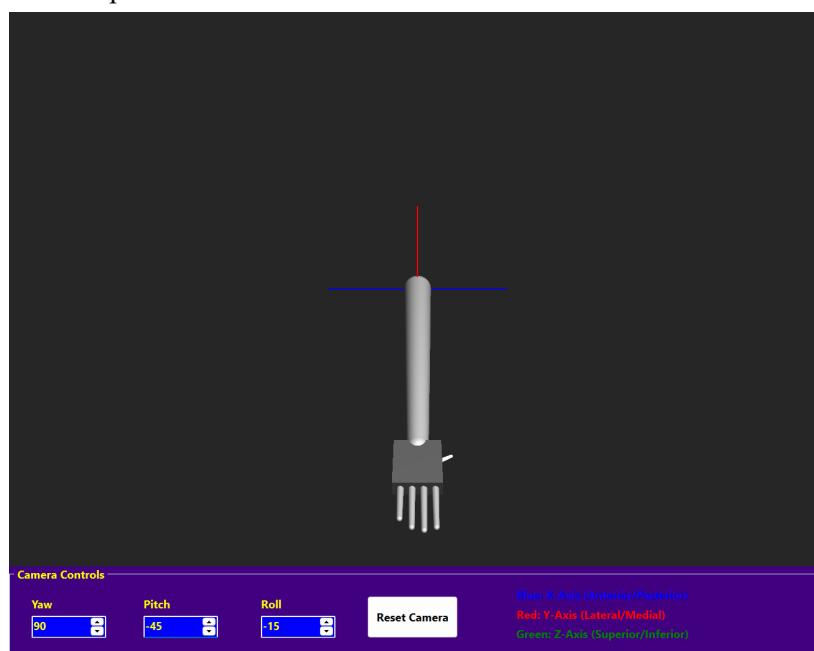 Camera Controls
Yaw
90
Pitch
-45
Roll
-15
Reset Camera
Blue: X-Axis (Anterior/Posterior)
Red: Y-Axis (Lateral/Medial)
Green: Z-Axis (Superior/Inferior)